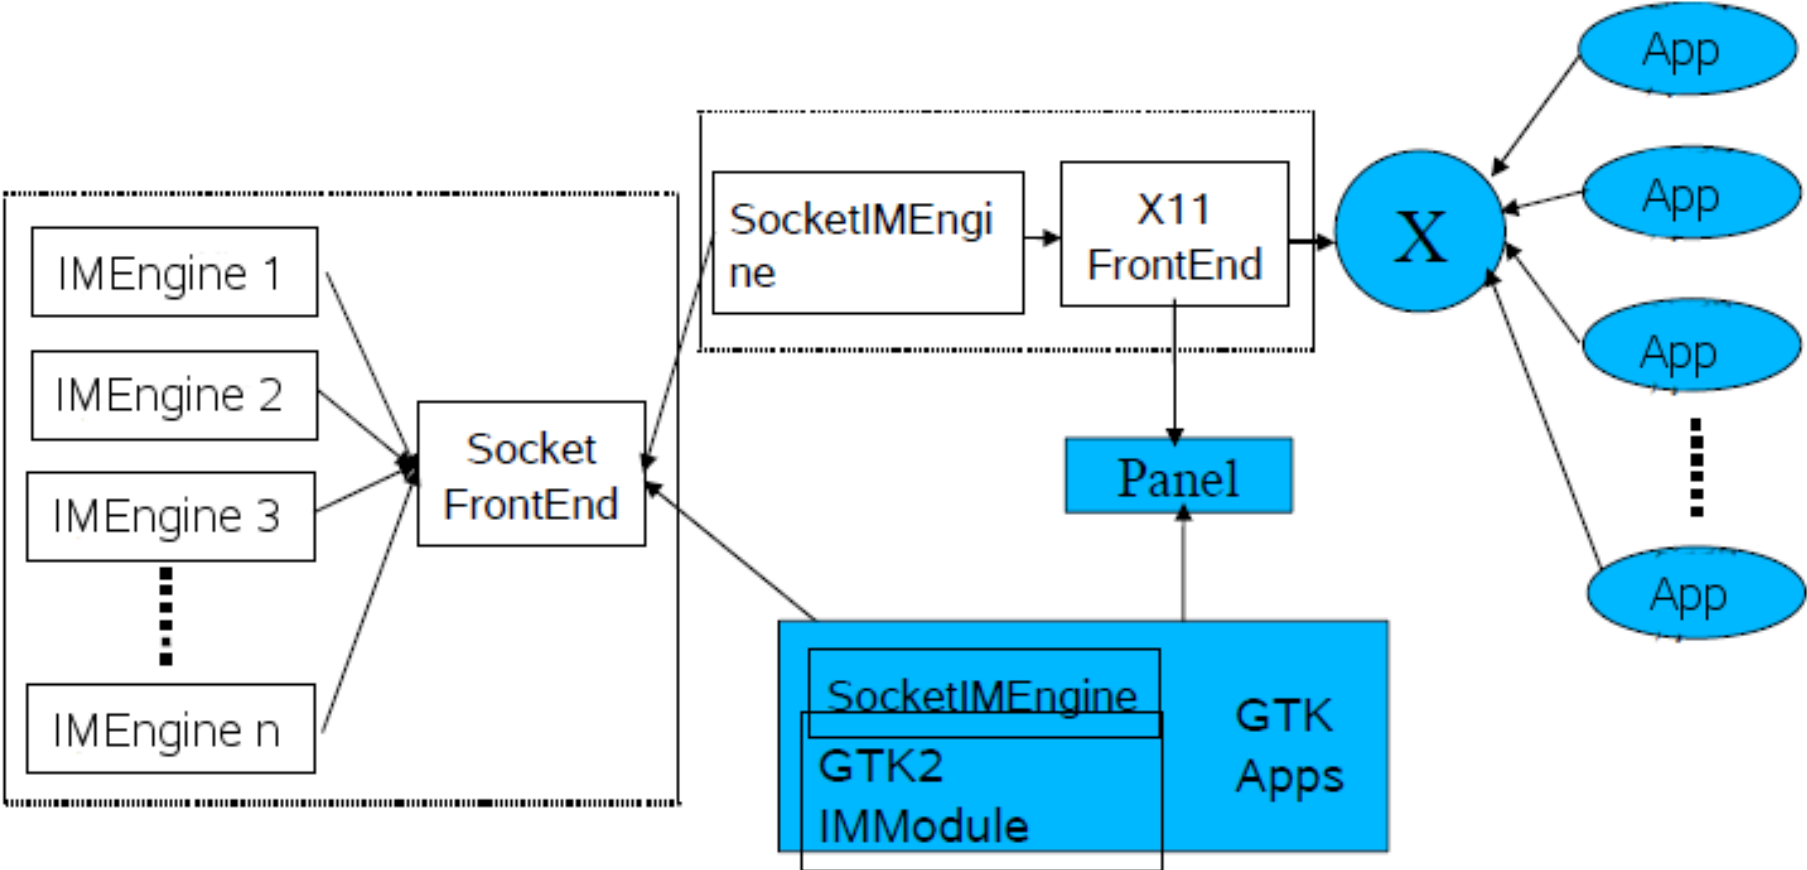 IMEngine 1
IMEngine 2
IMEngine 3
IMEngine n
Socket
FrontEnd
SocketIMEngi
ne
X11
FrontEnd
X
App
App
App
App
Panel
SocketIMEngine
GTK2
IMModule
GTK
Apps